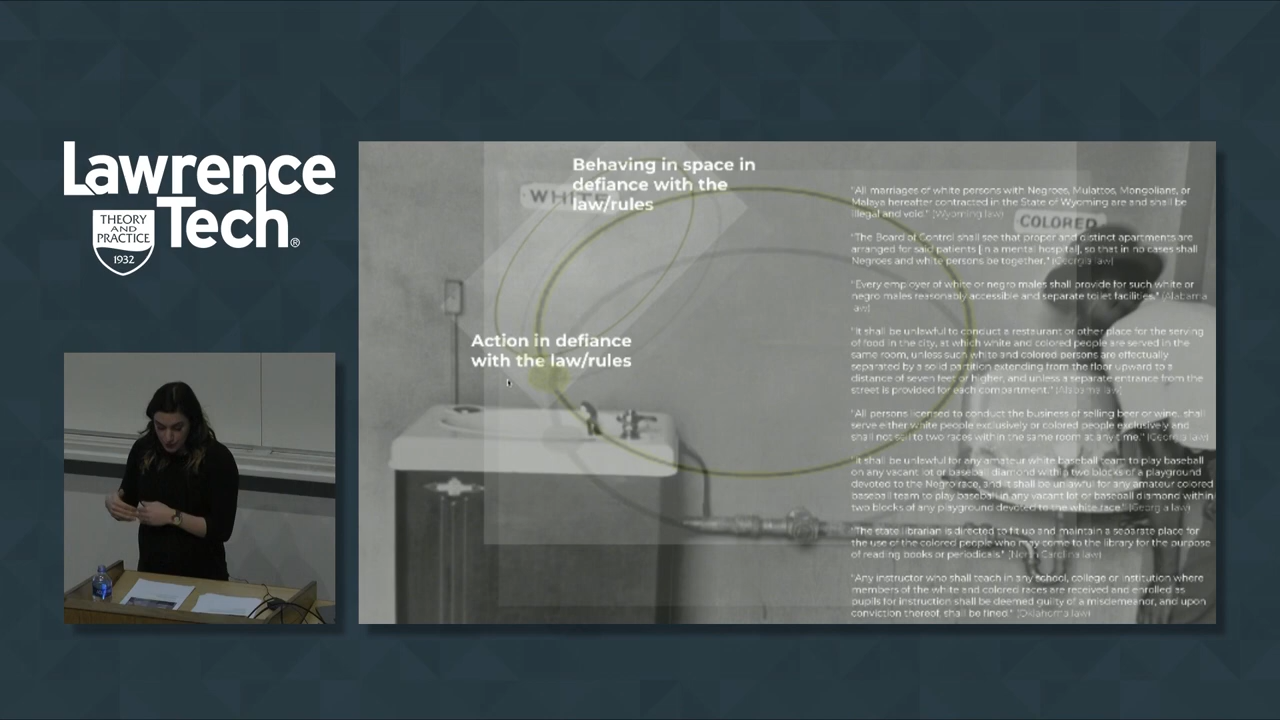 Lawrence
Tech®
THEORY
AND
PRACTICE
1932
Behaving in space in
defiance with the
law/rules
WHITE
COLORED
Action in defiance
with the law/rules
"All marriages of white persons with Negroes, Mulattos, Mongolians, or
Malaya hereafter contracted in the State of Wyoming are and shall be
illegal and void." (Wyoming law)
"The Board of Control shall see that proper and distinct apartments are
arranged for said patients [in a mental hospital], so that in no cases shall
Negroes and white persons be together." (Georgia law)
"Every employer of white or negro males shall provide for such white or
negro males reasonably accessible and separate toilet facilities." (Alabama
aw)
"It shall be unlawful to conduct a restaurant or other place for the serving
of food in the city, at which white and colored people are served in the
same room, unless such white and colored persons are effectually
separated by a solid partition extending from the floor upward to a
distance of seven feet or higher, and unless a separate entrance from the
street is provided for each compartment." (Alabama law)
"All persons licensed to conduct the business of selling beer or wine...shall
serve either white people exclusively or colored people exclusively and
shall not sell to two races within the same room at any time." (Georgia law)
"It shall be unlawful for any amateur white baseball team to play baseball
on any vacant lot or baseball diamond within two blocks of a playground
devoted to the Negro race, and it shall be unlawful for any amateur colored
baseball team to play baseball in any vacant lot or baseball diamond within
two blocks of any playground devoted to the white race." (Georgia law)
"The state librarian is directed to fit up and maintain a separate place for
the use of the colored people who may come to the library for the purpose
of reading books or periodicals." (North Carolina law)
"Any instructor who shall teach in any school, college or institution where
members of the white and colored races are received and enrolled as
pupils for instruction shall be deemed guilty of a misdemeanor, and upon
conviction thereof, shall be fined." (Oklahoma law)